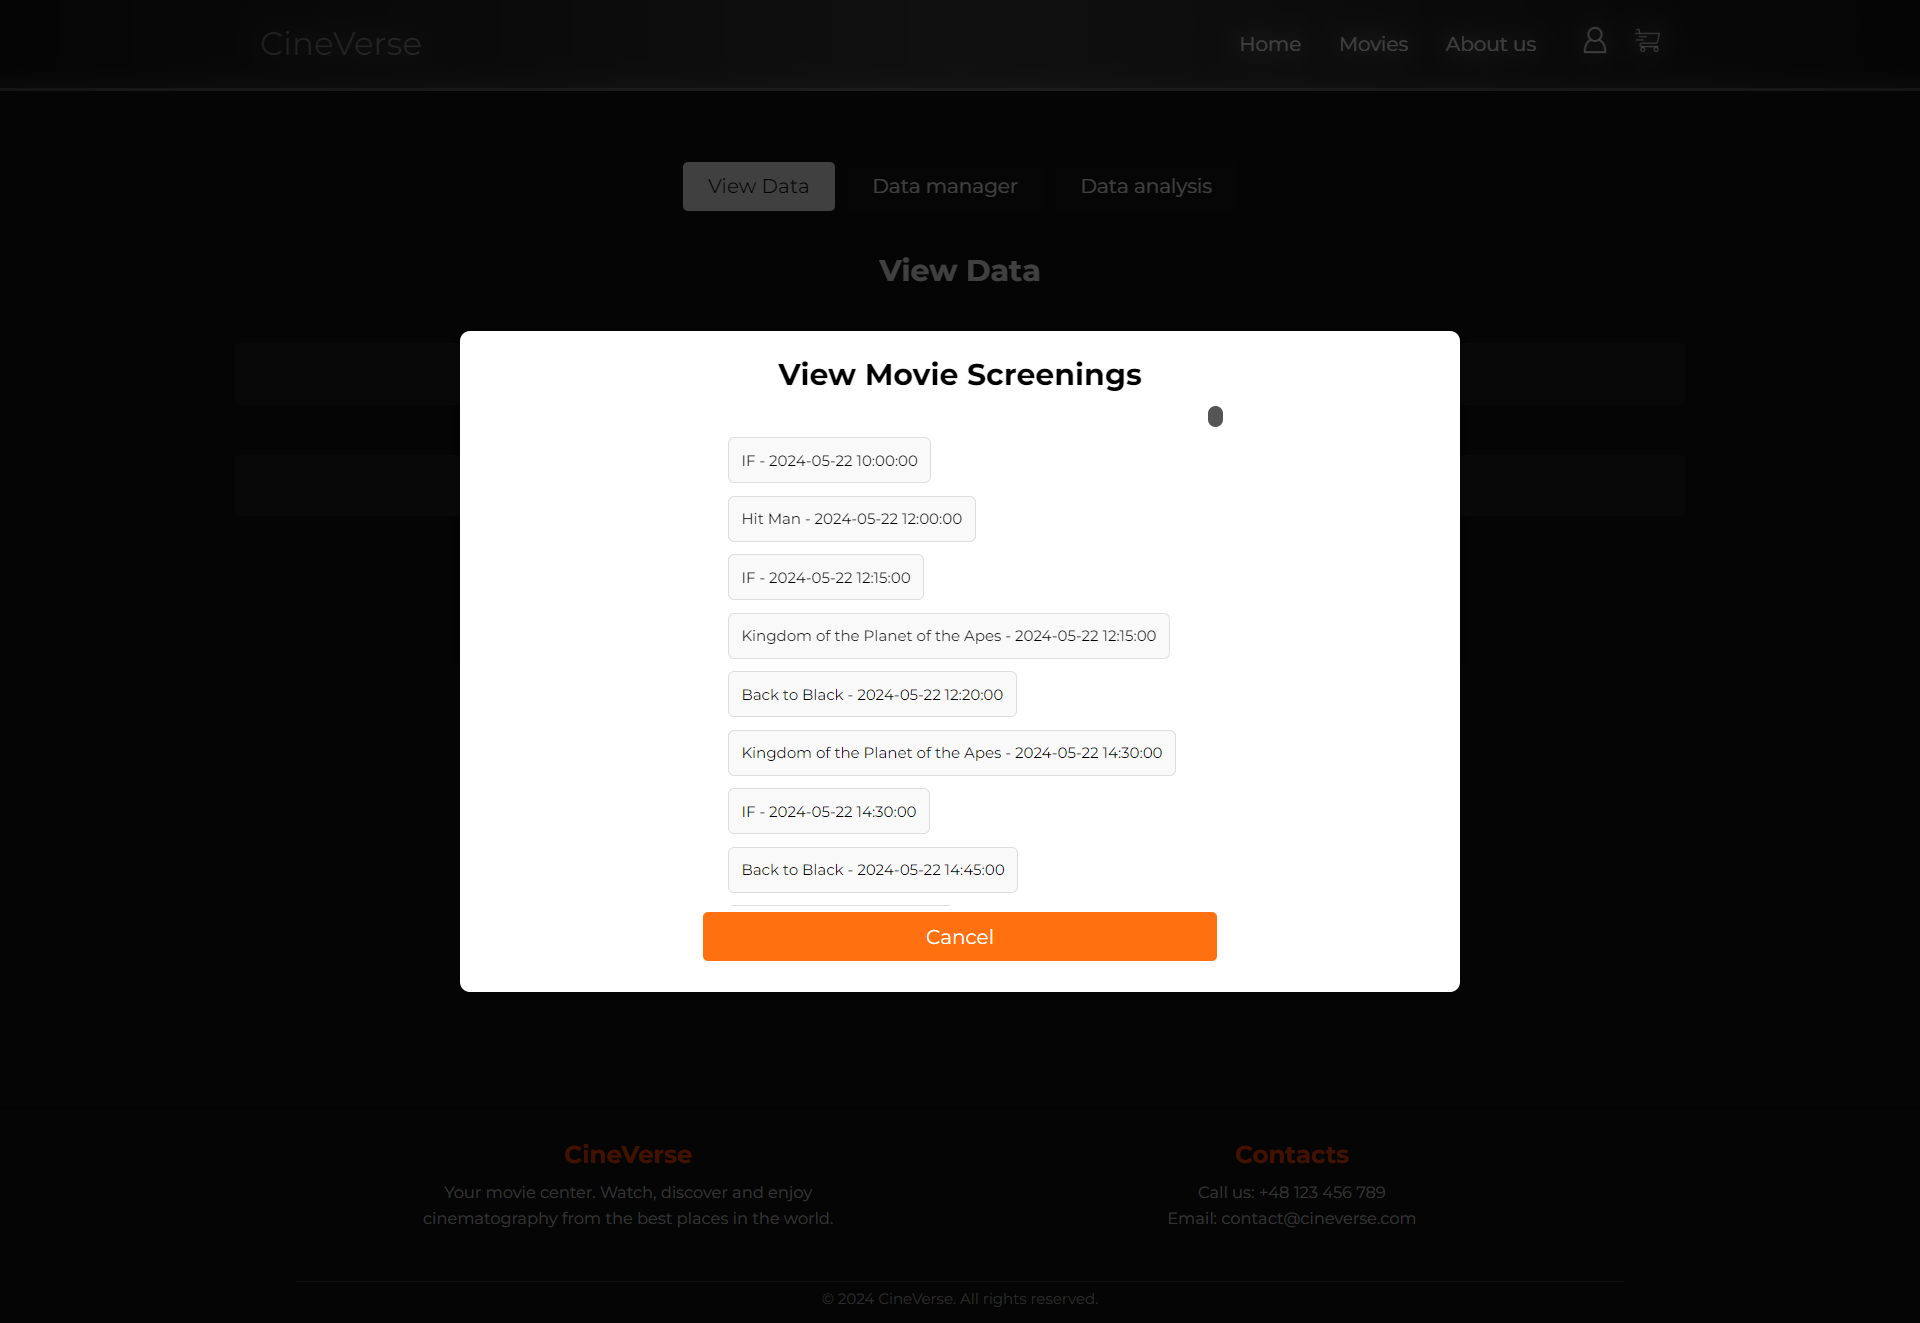 CineVerse
Home
Movies
About us
View Data
Data manager
Data analysis
View Data
View Movie Screenings
IF - 2024-05-22 10:00:00
Hit Man - 2024-05-22 12:00:00
IF - 2024-05-22 12:15:00
Kingdom of the Planet of the Apes - 2024-05-22 12:15:00
Back to Black - 2024-05-22 12:20:00
Kingdom of the Planet of the Apes - 2024-05-22 14:30:00
IF - 2024-05-22 14:30:00
Back to Black - 2024-05-22 14:45:00
Cancel
CineVerse
Your movie center. Watch, discover and enjoy
cinematography from the best places in the world.
Contacts
Call us: +48 123 456 789
Email: contact@cineverse.com
© 2024 CineVerse. All rights reserved.